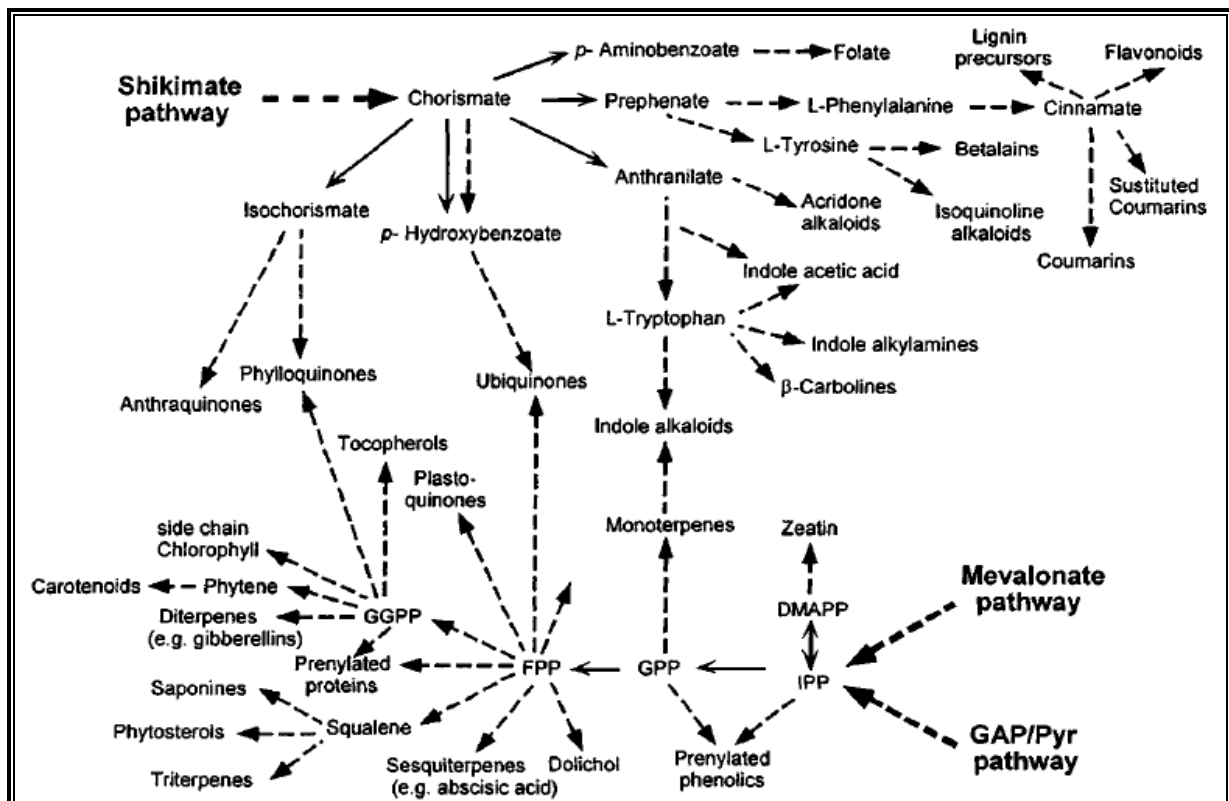 p- Aminobenzoate
Folate
Lignin
precursors
Flavonoids
Shikimate
pathway
Chorismate
Prephenate
L-Phenylalanine
Cinnamate
L-Tyrosine
Betalains
Anthranilate
Isochorismate
p- Hydroxybenzoate
Acridone
alkaloids
Isoquinoline
alkaloids
Sustituted
Coumarins
Coumarins
Indole acetic acid
L-Tryptophan
Indole alkylamines
β-Carbolines
Phylloquinones
Anthraquinones
Ubiquinones
Indole alkaloids
Tocopherols
Plasto-
quinones
Monoterpenes
Zeatin
side chain
Chlorophyll
Carotenoids
Phytene
Diterpenes
(e.g. gibberellins)
GGPP
DMAPP
Mevalonate
pathway
Prenylated
proteins
FPP
GPP
IPP
Saponines
Phytosterols
Squalene
Triterpenes
Sesquiterpenes
(e.g. abscisic acid)
Dolichol
Prenylated
phenolics
GAP/Pyr
pathway